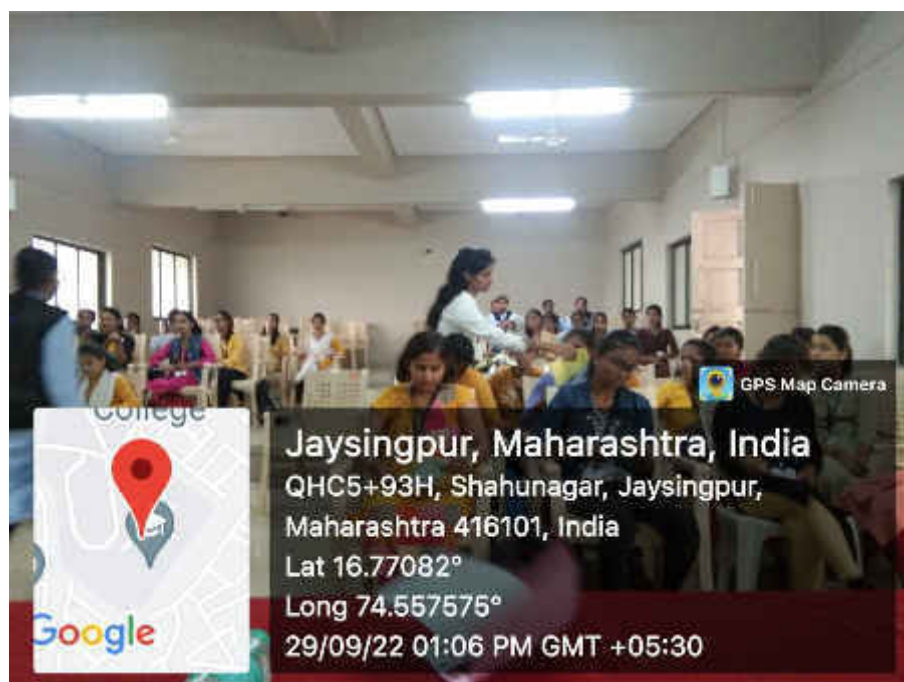 GPS Map Camera
College
Jaysingpur, Maharashtra, India
QHC5+93H, Shahunagar, Jaysingpur,
Maharashtra 416101, India
Lat 16.77082°
Long 74.557575°
29/09/22 01:06 PM GMT +05:30
Google